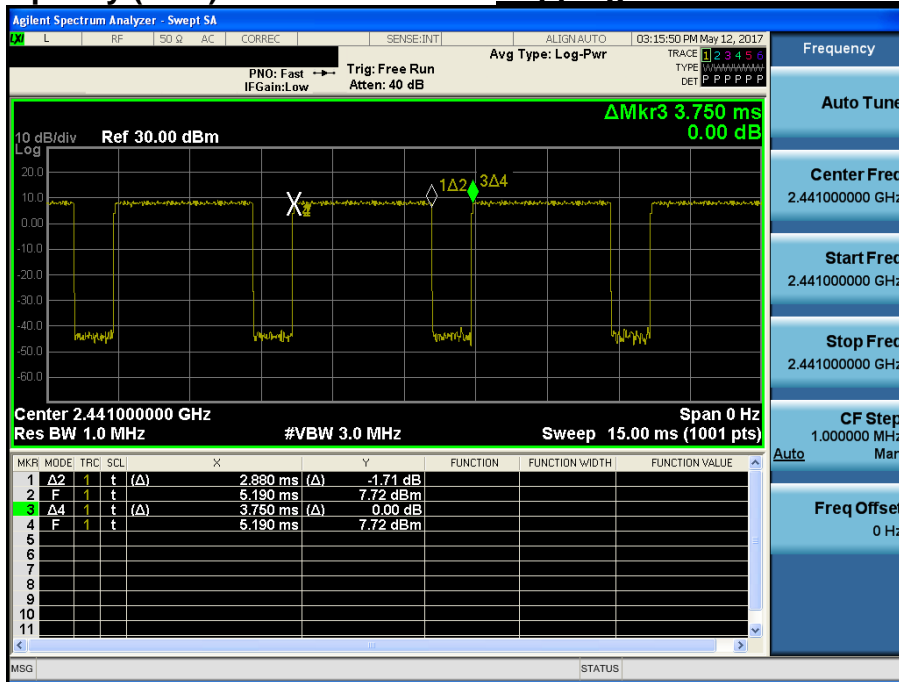 Agilent Spectrum Analyzer - Swept SA
LXI L RF 50 Ω AC CORREC SENSE:INT ALIGN AUTO 03:15:50 PM May 12, 2017
Avg Type: Log-Pwr
TRACE 1 2 3 4 5 6
TYPE WWWWWW
DET P P P P P P
PNO: Fast
IFGain:Low
Trig: Free Run
Atten: 40 dB
ΔMkr3 3.750 ms
0.00 dB
10 dB/div Ref 30.00 dBm
Log
20.0
10.0
0.00
-10.0
-20.0
-30.0
-40.0
-50.0
-60.0
1Δ2 3Δ4
Center 2.441000000 GHz Span 0 Hz
Res BW 1.0 MHz #VBW 3.0 MHz Sweep 15.00 ms (1001 pts)
MKR MODE TRC SCL X Y FUNCTION FUNCTION WIDTH FUNCTION VALUE
1 Δ2 1 t (Δ) 2.880 ms (Δ) -1.71 dB
2 F 1 t 5.190 ms 7.72 dBm
3 Δ4 1 t (Δ) 3.750 ms (Δ) 0.00 dB
4 F 1 t 5.190 ms 7.72 dBm
5
6
7
8
9
10
11
MSG STATUS
Frequency
Auto Tune
Center Freq
2.441000000 GHz
Start Freq
2.441000000 GHz
Stop Freq
2.441000000 GHz
CF Step
1.000000 MHz
Auto Man
Freq Offset
0 Hz